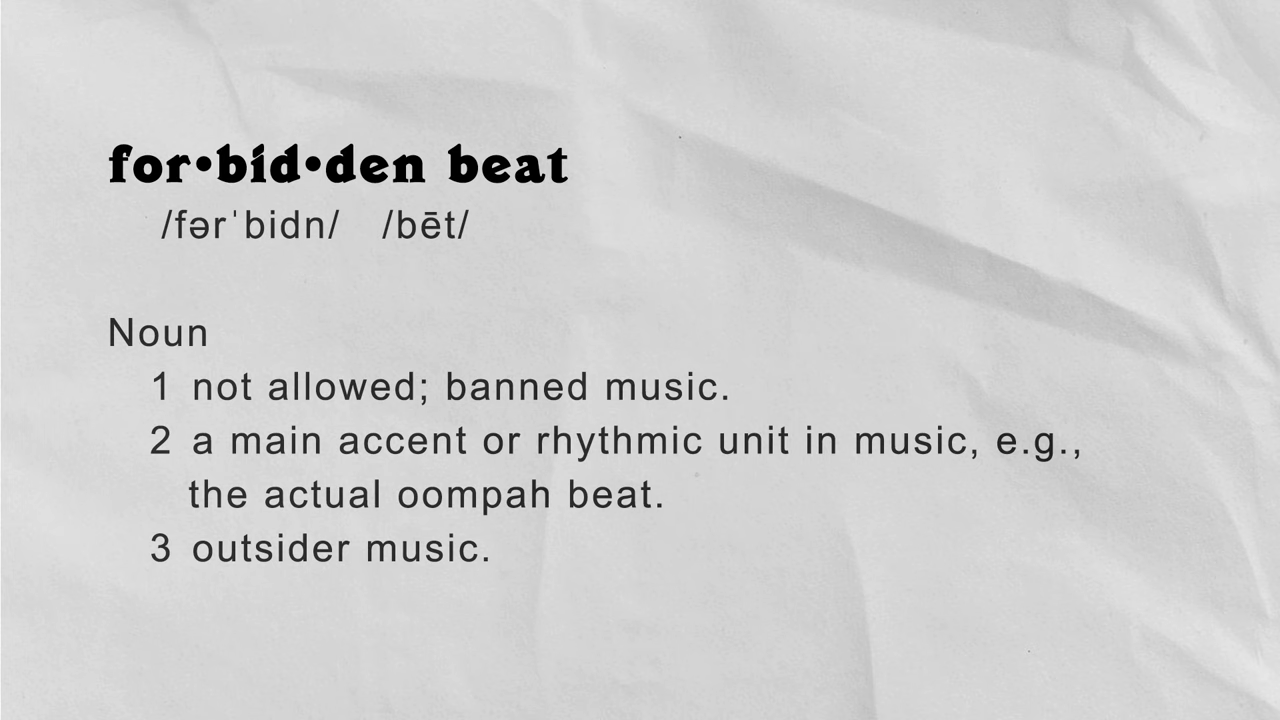 for•bid•den beat
/fərˈbidn/ /bēt/
Noun
1 not allowed; banned music.
2 a main accent or rhythmic unit in music, e.g.,
the actual oompah beat.
3 outsider music.